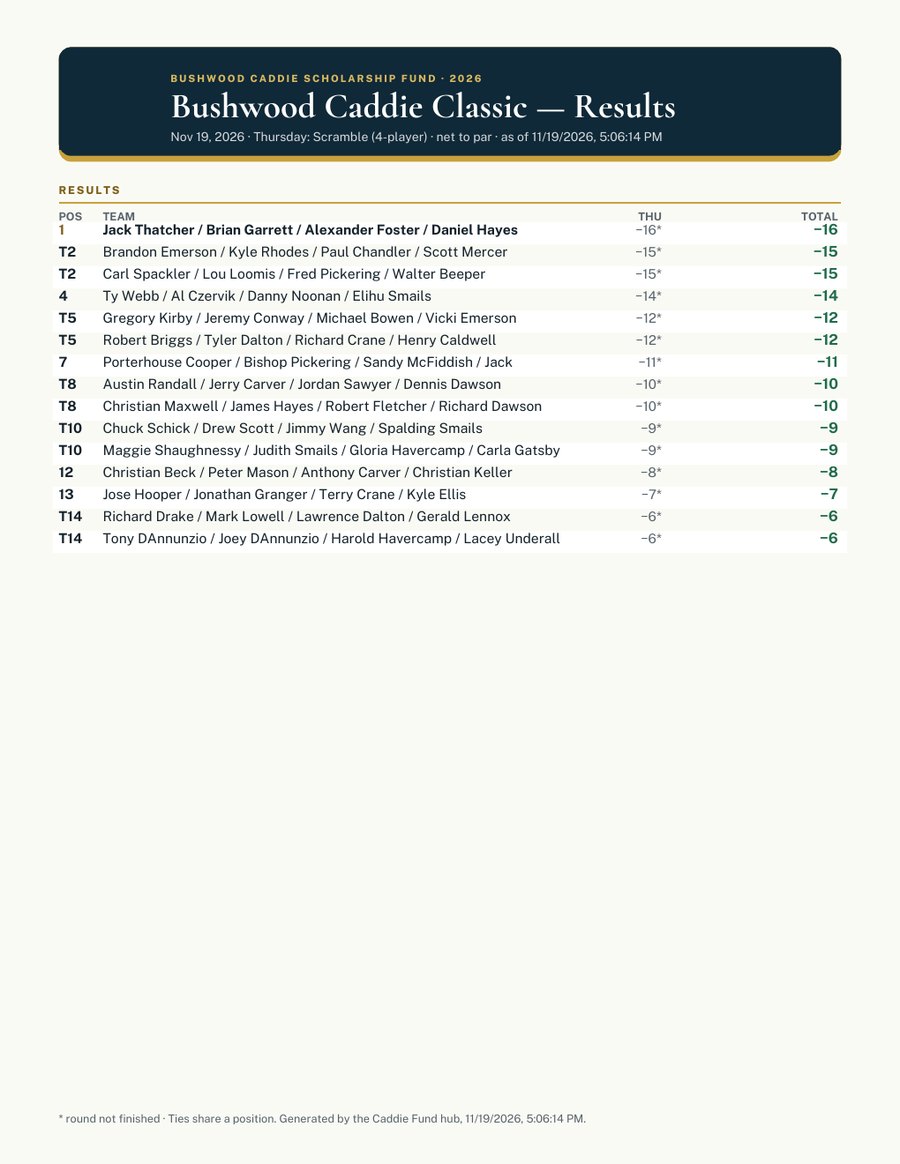 BUSHWOOD CADDIE SCHOLARSHIP FUND · 2026
Bushwood Caddie Classic — Results
Nov 19, 2026 · Thursday: Scramble (4-player) · net to par · as of 11/19/2026, 5:06:14 PM
RESULTS
POS TEAM THU TOTAL
1 Jack Thatcher / Brian Garrett / Alexander Foster / Daniel Hayes −16* −16
T2 Brandon Emerson / Kyle Rhodes / Paul Chandler / Scott Mercer −15* −15
T2 Carl Spackler / Lou Loomis / Fred Pickering / Walter Beeper −15* −15
4 Ty Webb / Al Czervik / Danny Noonan / Elihu Smails −14* −14
T5 Gregory Kirby / Jeremy Conway / Michael Bowen / Vicki Emerson −12* −12
T5 Robert Briggs / Tyler Dalton / Richard Crane / Henry Caldwell −12* −12
7 Porterhouse Cooper / Bishop Pickering / Sandy McFiddish / Jack −11* −11
T8 Austin Randall / Jerry Carver / Jordan Sawyer / Dennis Dawson −10* −10
T8 Christian Maxwell / James Hayes / Robert Fletcher / Richard Dawson −10* −10
T10 Chuck Schick / Drew Scott / Jimmy Wang / Spalding Smails −9* −9
T10 Maggie Shaughnessy / Judith Smails / Gloria Havercamp / Carla Gatsby −9* −9
12 Christian Beck / Peter Mason / Anthony Carver / Christian Keller −8* −8
13 Jose Hooper / Jonathan Granger / Terry Crane / Kyle Ellis −7* −7
T14 Richard Drake / Mark Lowell / Lawrence Dalton / Gerald Lennox −6* −6
T14 Tony DAnnunzio / Joey DAnnunzio / Harold Havercamp / Lacey Underall −6* −6
* round not finished · Ties share a position. Generated by the Caddie Fund hub, 11/19/2026, 5:06:14 PM.